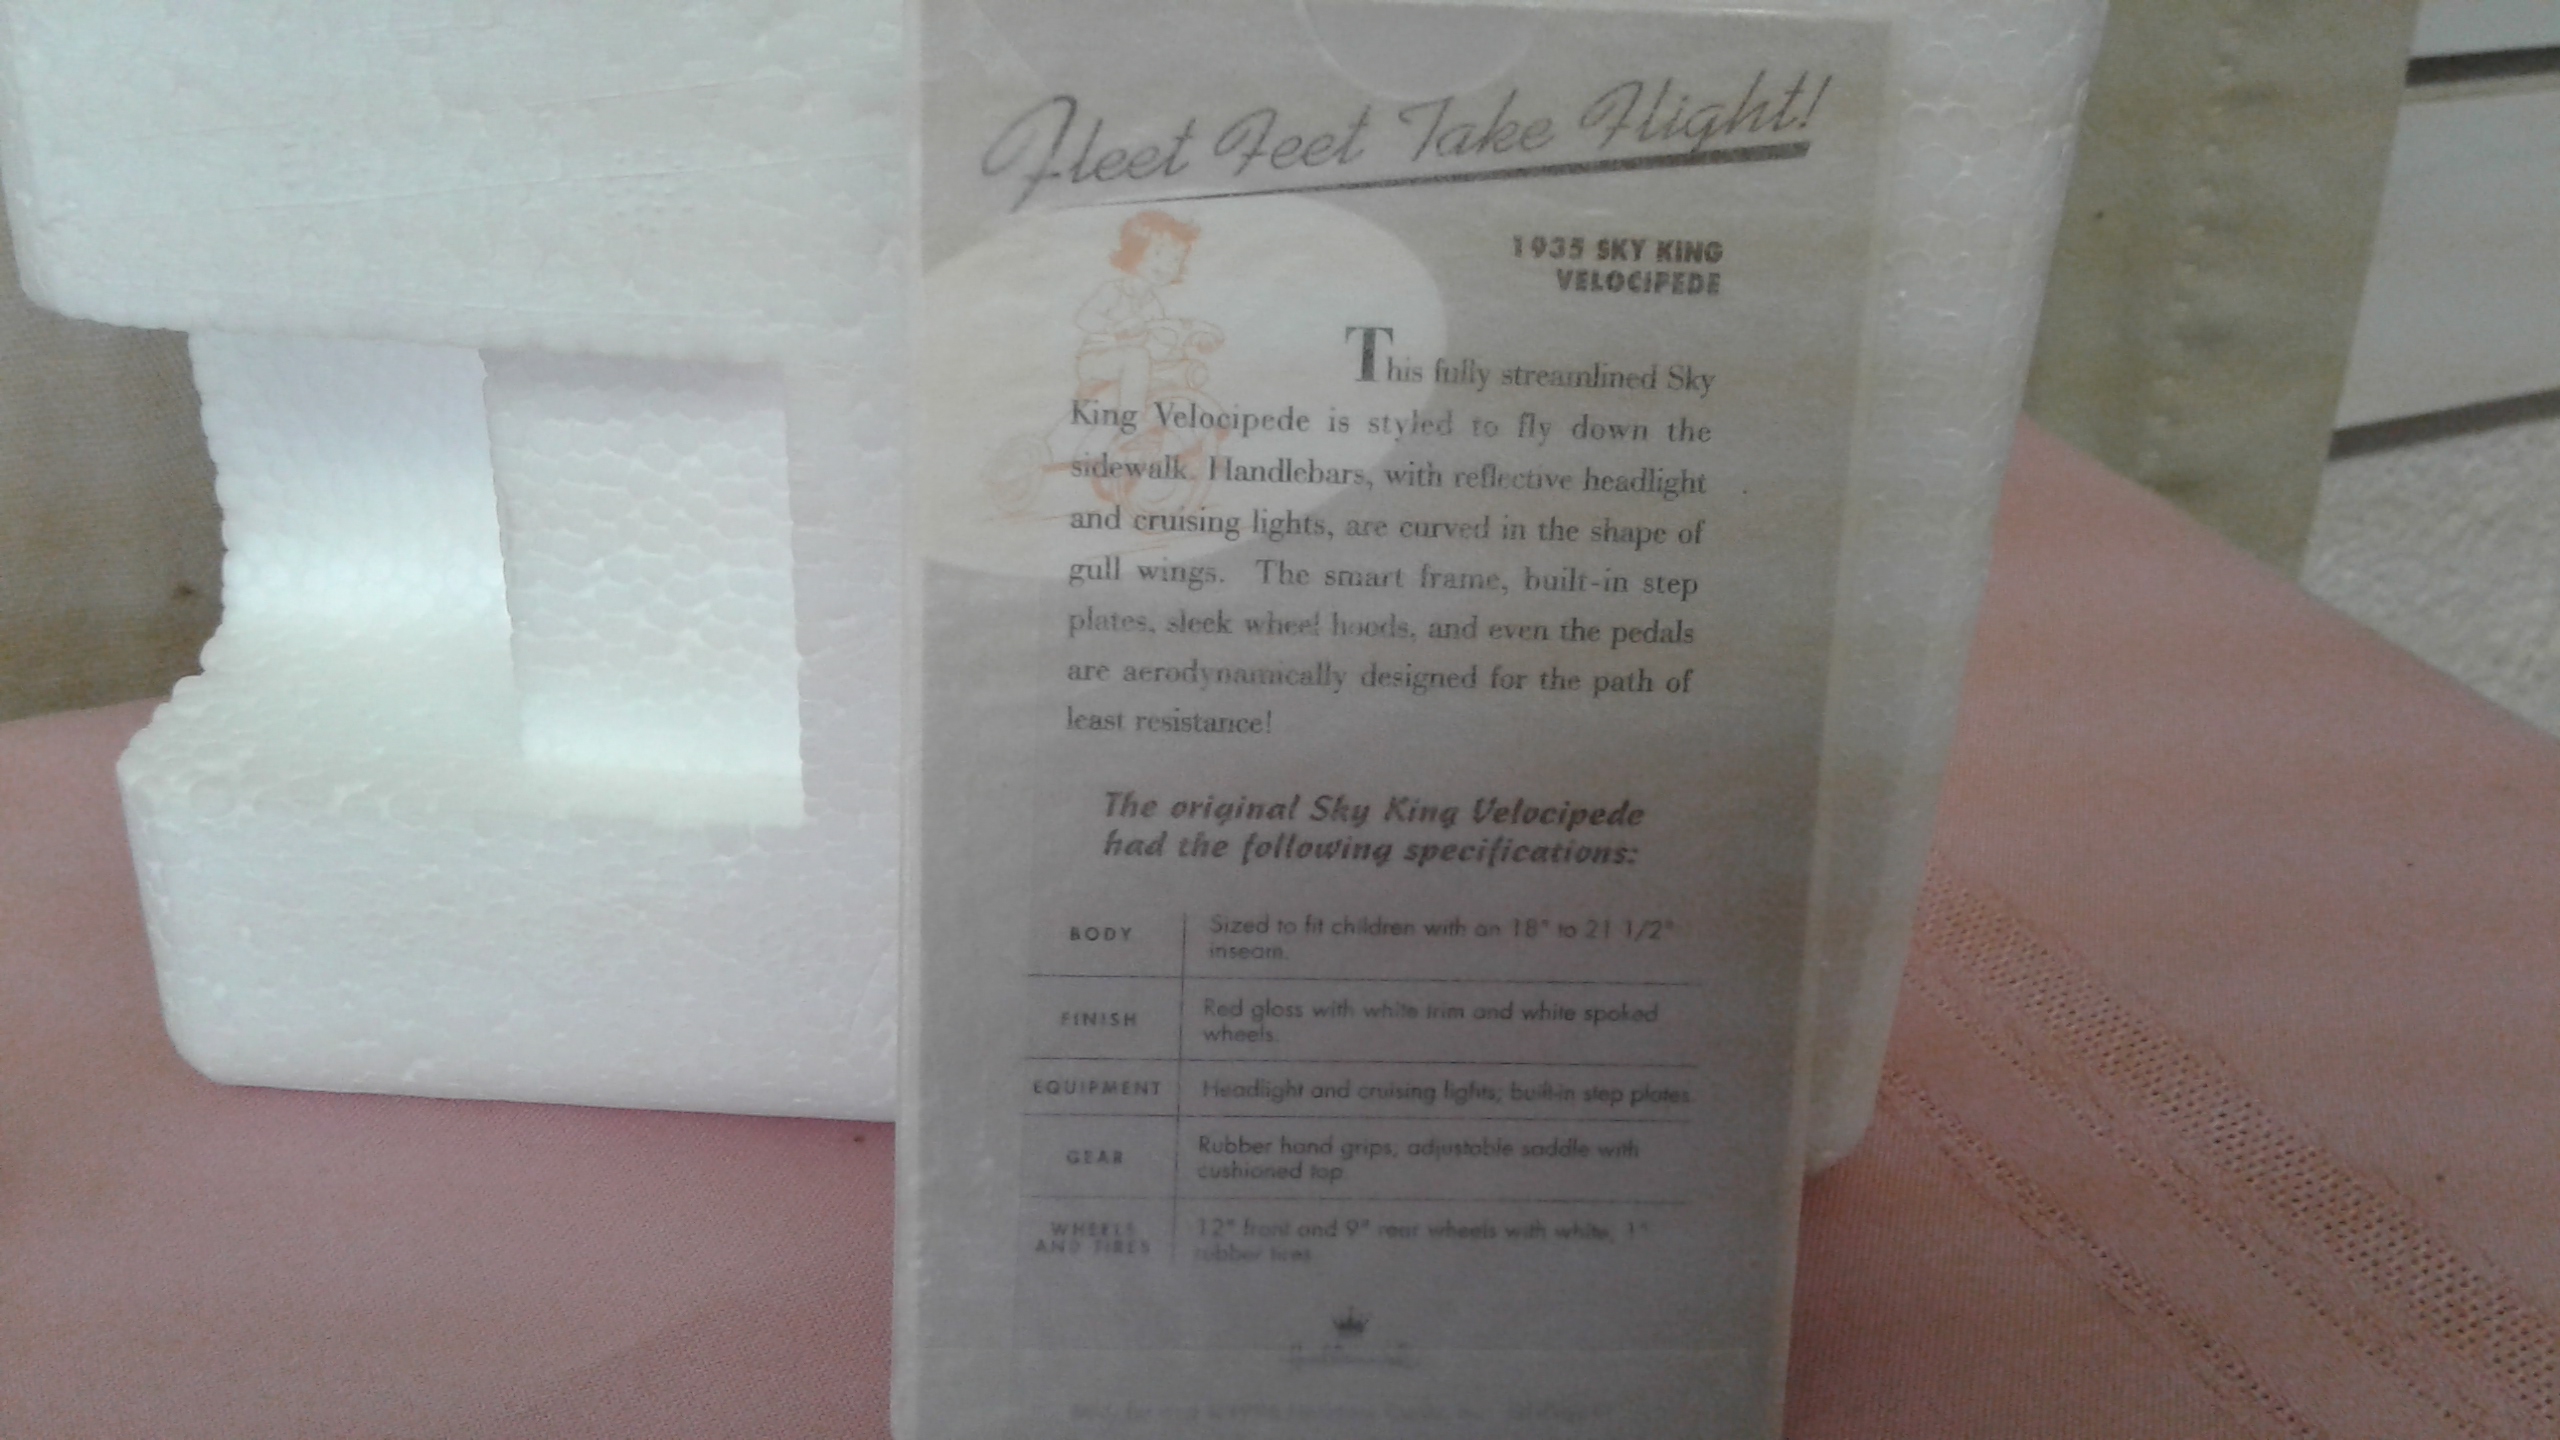 Fleet Feet Take Flight!
1935 SKY KING
VELOCIPEDE
This fully streamlined Sky
King Velocipede is styled to fly down the
sidewalk. Handlebars, with reflective headlight
and cruising lights, are curved in the shape of
gull wings. The smart frame, built-in step
plates, sleek wheel hoods, and even the pedals
are aerodynamically designed for the path of
least resistance!
The original Sky King Velocipede
had the following specifications:
BODY
Sized to fit children with an 18" to 21 1/2"
inseam.
FINISH
Red gloss with white trim and white spoked
wheels.
EQUIPMENT
Headlight and cruising lights; built-in step plates.
GEAR
Rubber hand grips; adjustable saddle with
cushioned top.
WHEELS
AND TIRES
12" front and 9" rear wheels with white, 1"
rubber tires.